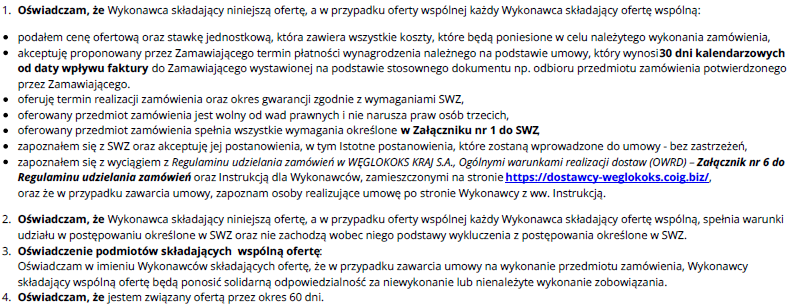 1. Oświadczam, że Wykonawca składający niniejszą ofertę, a w przypadku oferty wspólnej każdy Wykonawca składający ofertę wspólną:
• podałem cenę ofertową oraz stawkę jednostkową, która zawiera wszystkie koszty, które będą poniesione w celu należytego wykonania zamówienia,
• akceptuję proponowany przez Zamawiającego termin płatności wynagrodzenia należnego na podstawie umowy, który wynosi 30 dni kalendarzowych
od daty wpływu faktury do Zamawiającego wystawionej na podstawie stosownego dokumentu np. odbioru przedmiotu zamówienia potwierdzonego
przez Zamawiającego.
• oferuję termin realizacji zamówienia oraz okres gwarancji zgodnie z wymaganiami SWZ,
• oferowany przedmiot zamówienia jest wolny od wad prawnych i nie narusza praw osób trzecich,
• oferowany przedmiot zamówienia spełnia wszystkie wymagania określone w Załączniku nr 1 do SWZ,
• zapoznałem się z SWZ oraz akceptuję jej postanowienia, w tym Istotne postanowienia, które zostaną wprowadzone do umowy - bez zastrzeżeń,
• zapoznałem się z wyciągiem z Regulaminu udzielania zamówień w WĘGLOKOKS KRAJ S.A., Ogólnymi warunkami realizacji dostaw (OWRD) – Załącznik nr 6 do
Regulaminu udzielania zamówień oraz Instrukcją dla Wykonawców, zamieszczonymi na stronie https://dostawcy-weglokoks.coig.biz/,
oraz że w przypadku zawarcia umowy, zapoznam osoby realizujące umowę po stronie Wykonawcy z ww. Instrukcją.
2. Oświadczam, że Wykonawca składający niniejszą ofertę, a w przypadku oferty wspólnej każdy Wykonawca składający ofertę wspólną, spełnia warunki
udziału w postępowaniu określone w SWZ oraz nie zachodzą wobec niego podstawy wykluczenia z postępowania określone w SWZ.
3. Oświadczenie podmiotów składających wspólną ofertę:
Oświadczam w imieniu Wykonawców składających ofertę, że w przypadku zawarcia umowy na wykonanie przedmiotu zamówienia, Wykonawcy
składający wspólną ofertę będą ponosić solidarną odpowiedzialność za niewykonanie lub nienależyte wykonanie zobowiązania.
4. Oświadczam, że jestem związany ofertą przez okres 60 dni.